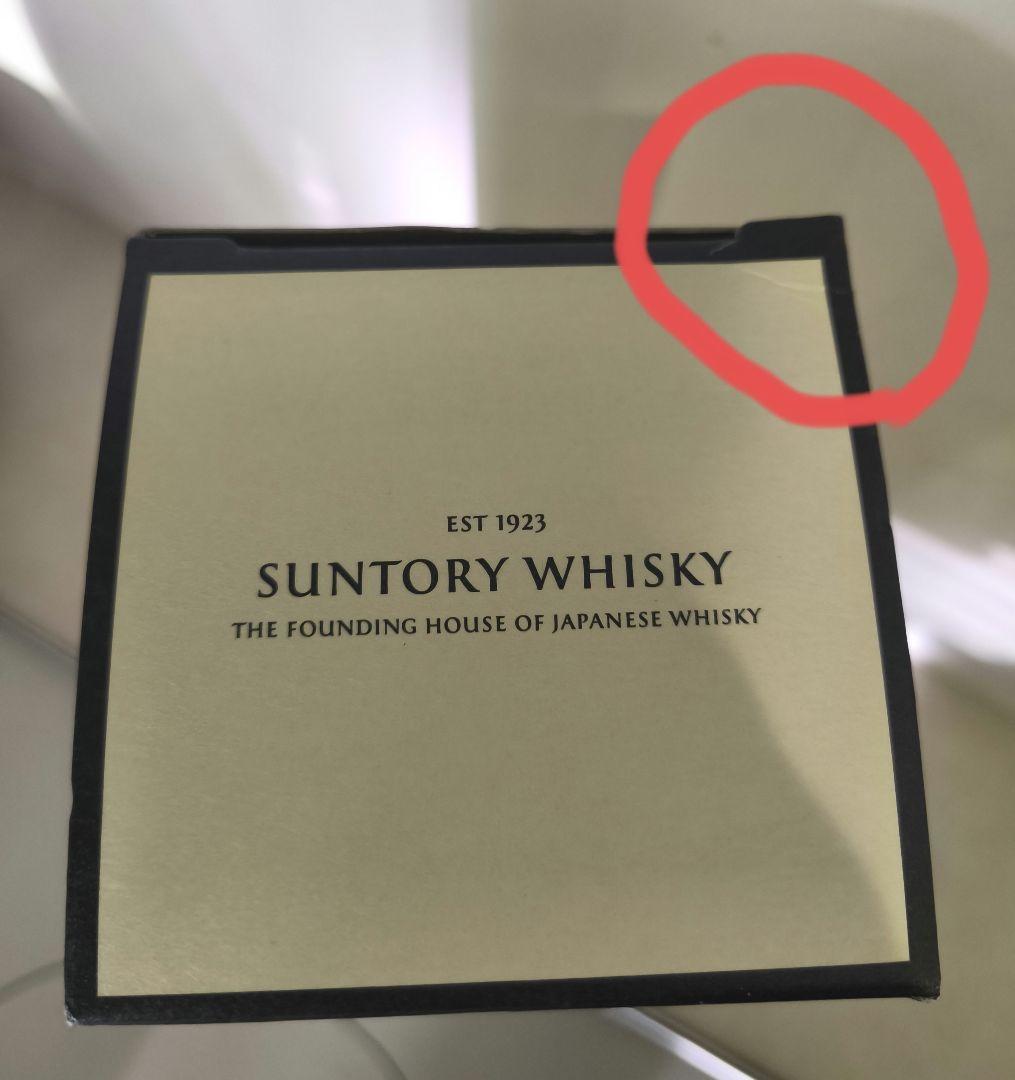 EST 1923
SUNTORY WHISKY
THE FOUNDING HOUSE OF JAPANESE WHISKY